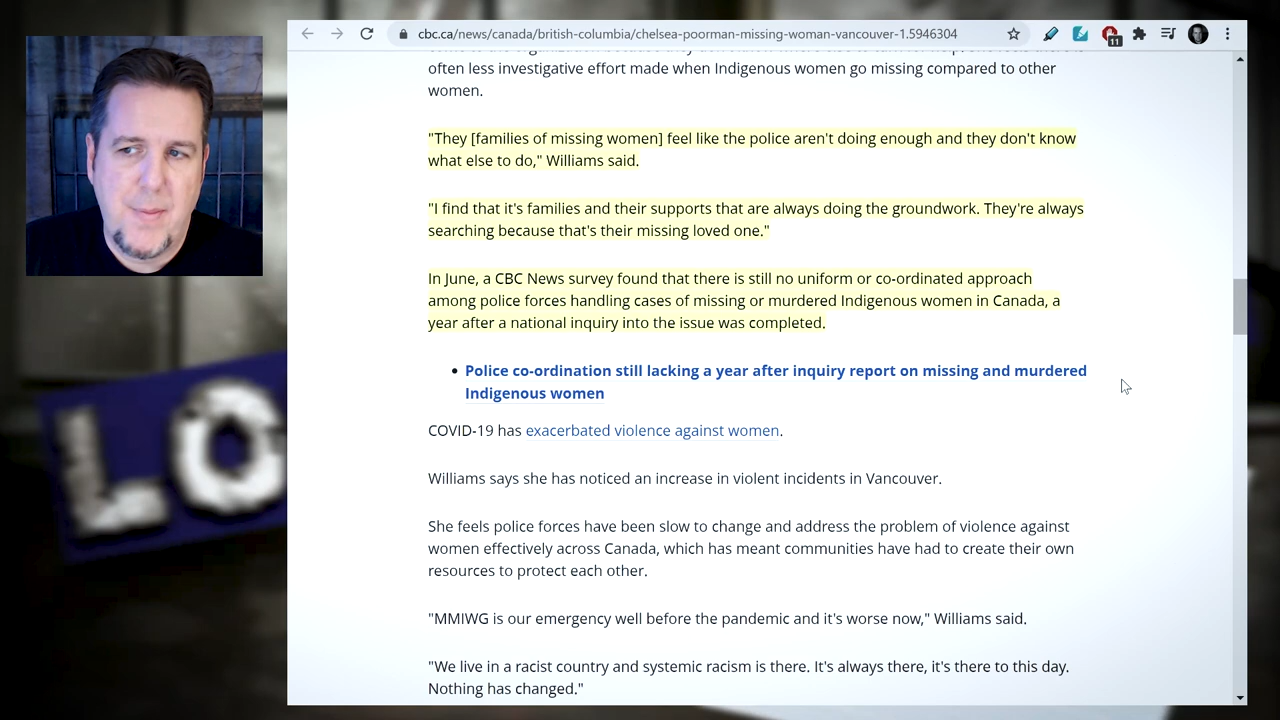 cbc.ca/news/canada/british-columbia/chelsea-poorman-missing-woman-vancouver-1.5946304
11
often less investigative effort made when Indigenous women go missing compared to other
women.
"They [families of missing women] feel like the police aren't doing enough and they don't know
what else to do," Williams said.
"I find that it's families and their supports that are always doing the groundwork. They're always
searching because that's their missing loved one."
In June, a CBC News survey found that there is still no uniform or co-ordinated approach
among police forces handling cases of missing or murdered Indigenous women in Canada, a
year after a national inquiry into the issue was completed.
Police co-ordination still lacking a year after inquiry report on missing and murdered
Indigenous women
COVID-19 has exacerbated violence against women.
Williams says she has noticed an increase in violent incidents in Vancouver.
She feels police forces have been slow to change and address the problem of violence against
women effectively across Canada, which has meant communities have had to create their own
resources to protect each other.
"MMIWG is our emergency well before the pandemic and it's worse now," Williams said.
"We live in a racist country and systemic racism is there. It's always there, it's there to this day.
Nothing has changed."
LO